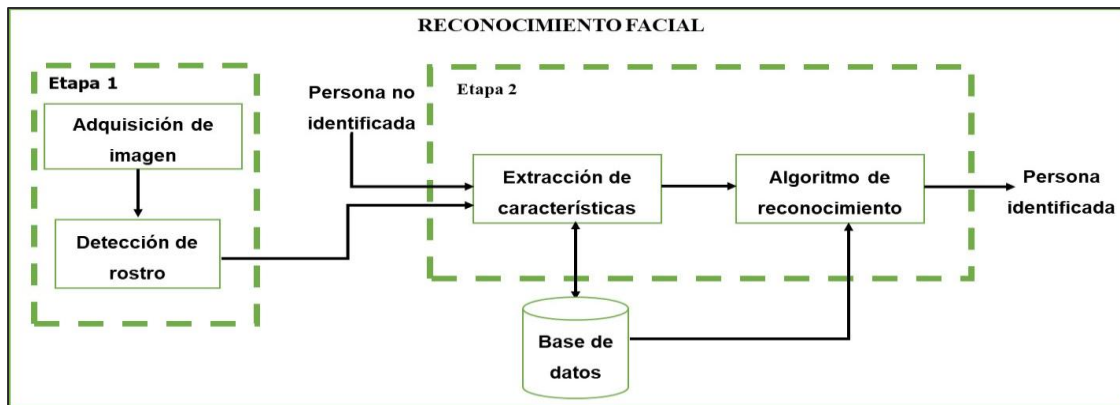 RECONOCIMIENTO FACIAL
Etapa 1
Adquisición de
imagen
Detección de
rostro
Persona no
identificada
Etapa 2
Extracción de
características
Algoritmo de
reconocimiento
Persona
identificada
Base de
datos